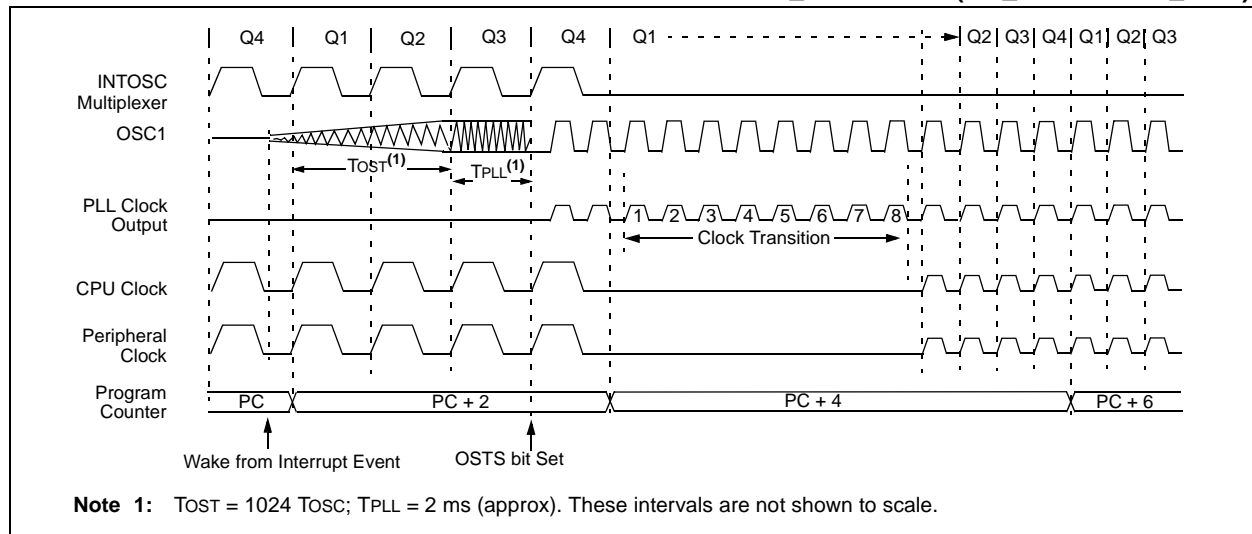 Q4 Q1 Q2 Q3 Q4 Q1 Q2 Q3 Q4 Q1 Q2 Q3
INTOSC
Multiplexer
OSC1
TOST(1)
TPLL(1)
PLL Clock
Output
1 2 3 4 5 6 7 8
Clock Transition
CPU Clock
Peripheral
Clock
Program
Counter
PC PC + 2 PC + 4 PC + 6
Wake from Interrupt Event
OSTS bit Set
Note 1: TOST = 1024 TOSC; TPLL = 2 ms (approx). These intervals are not shown to scale.